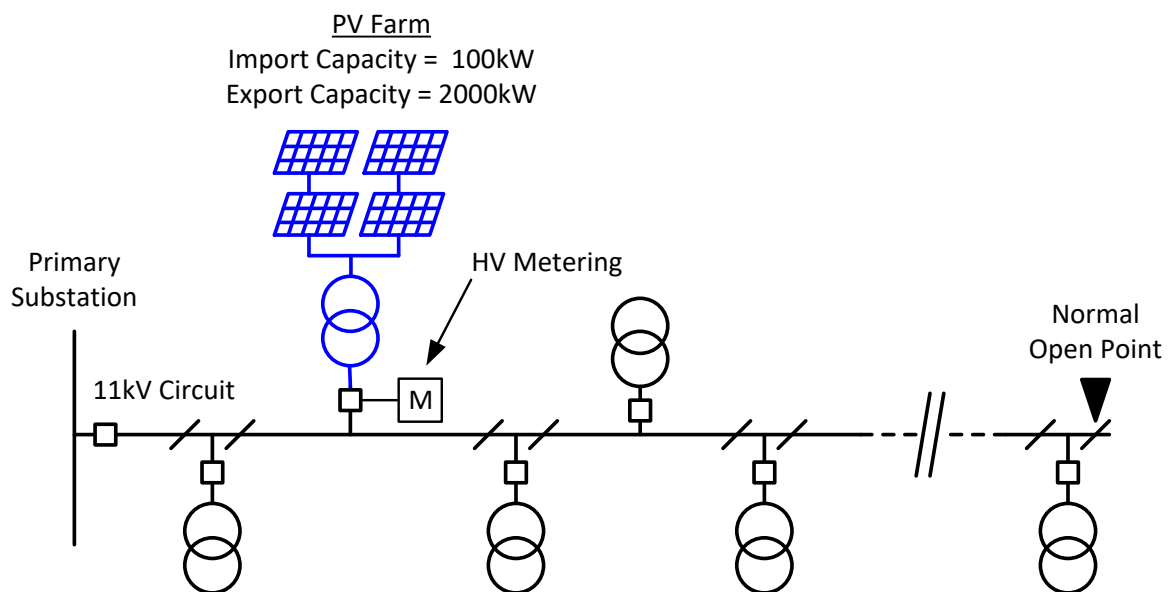 PV Farm
Import Capacity = 100kW
Export Capacity = 2000kW
Primary
Substation
HV Metering
Normal
Open Point
11kV Circuit
M